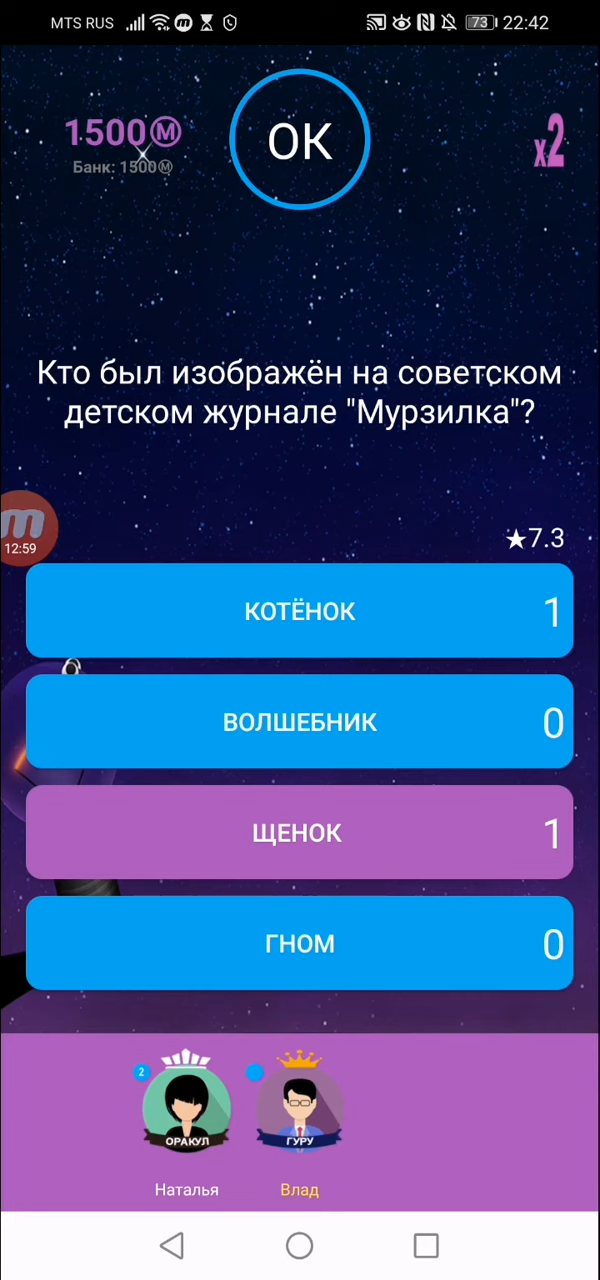 MTS RUS 73 22:42
1500Ⓜ
Банк: 1500Ⓜ
ОК
x2
Кто был изображён на советском
детском журнале "Мурзилка"?
m
12:59
★7.3
КОТЁНОК 1
ВОЛШЕБНИК 0
ЩЕНОК 1
ГНОМ 0
2
ОРАКУЛ ГУРУ
Наталья Влад